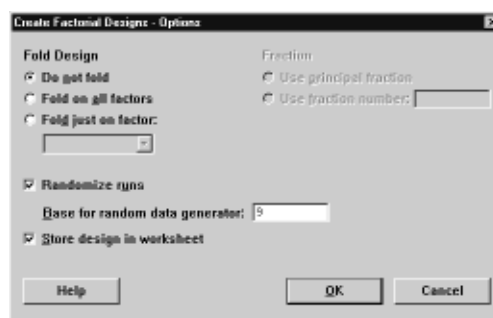 Create Factorial Designs - Options
Fold Design
Do not fold
Fold on all factors
Fold just on factor:
Fraction
Use principal fraction
Use fraction number:
Randomize runs
Base for random data generator: 9
Store design in worksheet
Help
OK
Cancel